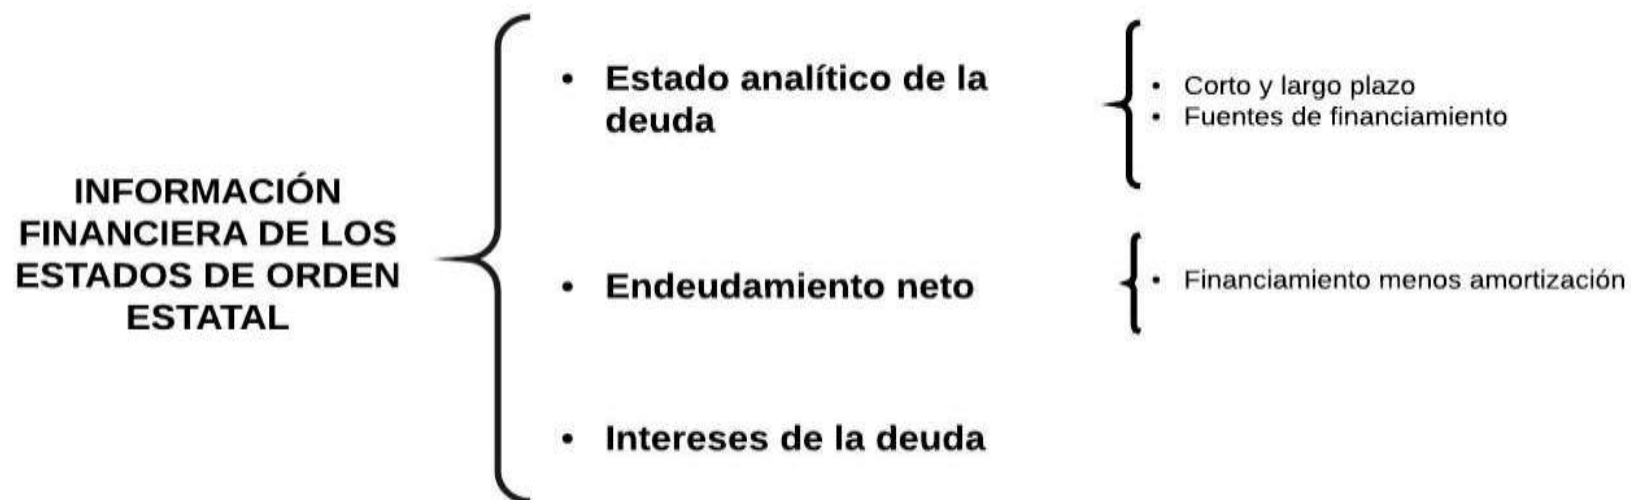 INFORMACIÓN
FINANCIERA DE LOS
ESTADOS DE ORDEN
ESTATAL
• Estado analítico de la
deuda
• Corto y largo plazo
• Fuentes de financiamiento
• Endeudamiento neto
• Financiamiento menos amortización
• Intereses de la deuda